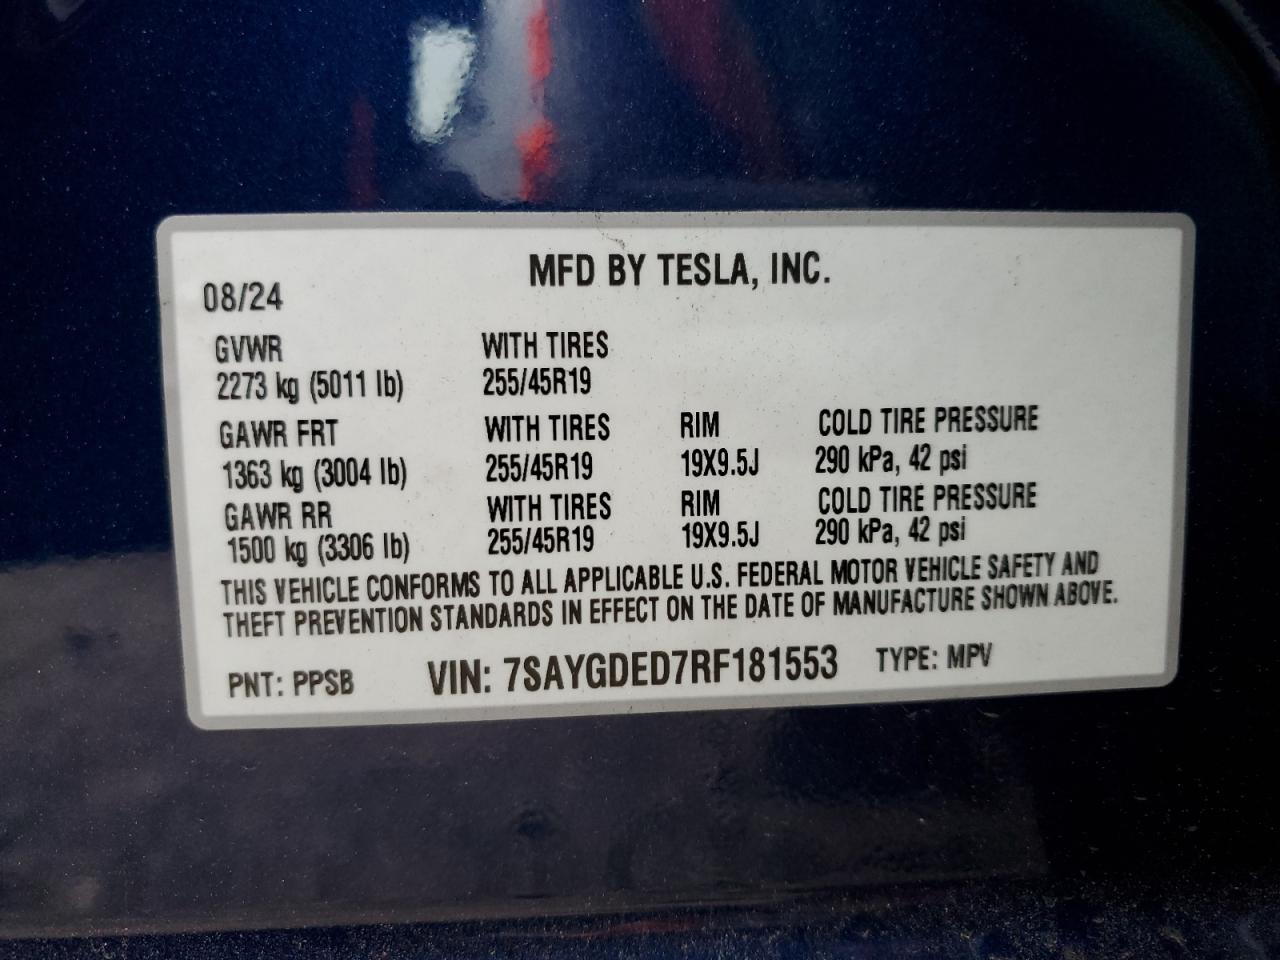 MFD BY TESLA, INC.
08/24
GVWR WITH TIRES
2273 kg (5011 lb) 255/45R19
GAWR FRT WITH TIRES RIM COLD TIRE PRESSURE
1363 kg (3004 lb) 255/45R19 19X9.5J 290 kPa, 42 psi
GAWR RR WITH TIRES RIM COLD TIRE PRESSURE
1500 kg (3306 lb) 255/45R19 19X9.5J 290 kPa, 42 psi
THIS VEHICLE CONFORMS TO ALL APPLICABLE U.S. FEDERAL MOTOR VEHICLE SAFETY AND
THEFT PREVENTION STANDARDS IN EFFECT ON THE DATE OF MANUFACTURE SHOWN ABOVE.
PNT: PPSB VIN: 7SAYGDED7RF181553 TYPE: MPV